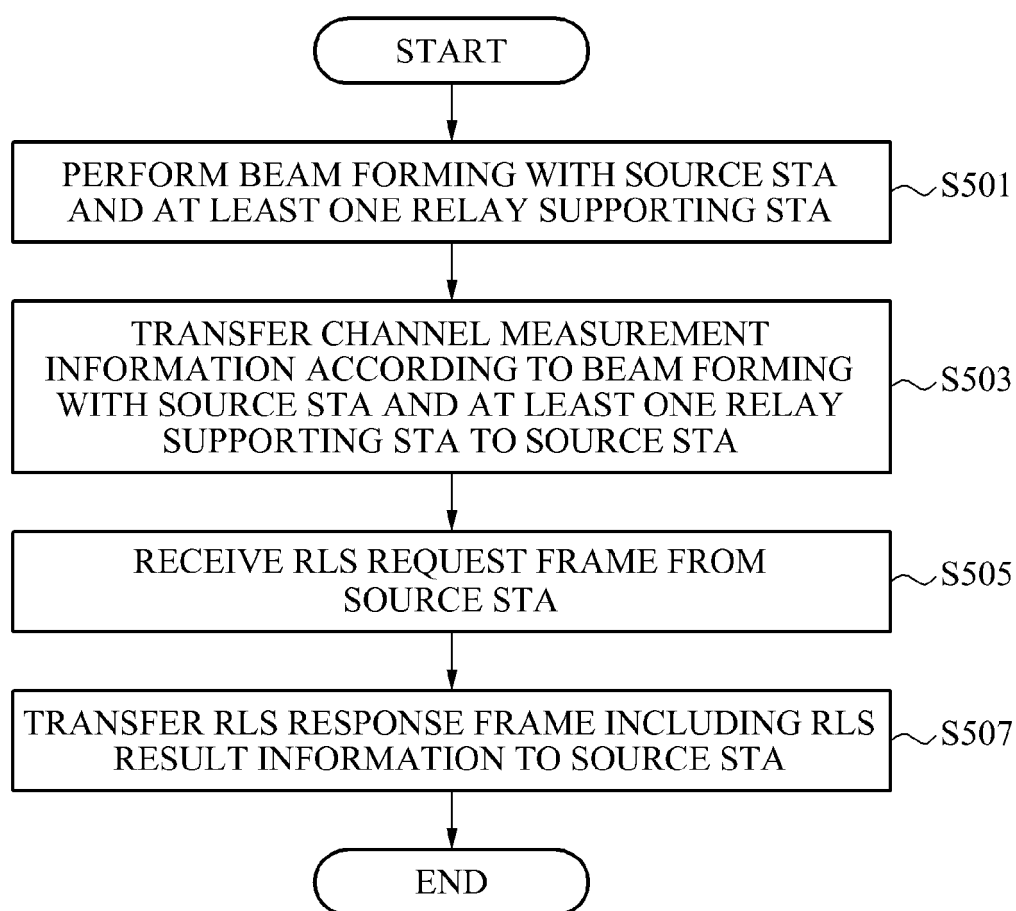 START
PERFORM BEAM FORMING WITH SOURCE STA
AND AT LEAST ONE RELAY SUPPORTING STA
S501
TRANSFER CHANNEL MEASUREMENT
INFORMATION ACCORDING TO BEAM FORMING
WITH SOURCE STA AND AT LEAST ONE RELAY
SUPPORTING STA TO SOURCE STA
S503
RECEIVE RLS REQUEST FRAME FROM
SOURCE STA
S505
TRANSFER RLS RESPONSE FRAME INCLUDING RLS
RESULT INFORMATION TO SOURCE STA
S507
END